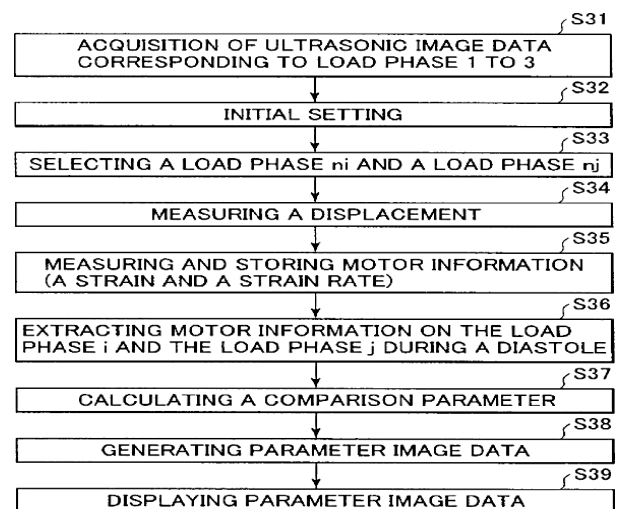 S31
ACQUISITION OF ULTRASONIC IMAGE DATA
CORRESPONDING TO LOAD PHASE 1 TO 3
S32
INITIAL SETTING
S33
SELECTING A LOAD PHASE ni AND A LOAD PHASE nj
S34
MEASURING A DISPLACEMENT
S35
MEASURING AND STORING MOTOR INFORMATION
(A STRAIN AND A STRAIN RATE)
S36
EXTRACTING MOTOR INFORMATION ON THE LOAD
PHASE i AND THE LOAD PHASE j DURING A DIASTOLE
S37
CALCULATING A COMPARISON PARAMETER
S38
GENERATING PARAMETER IMAGE DATA
S39
DISPLAYING PARAMETER IMAGE DATA